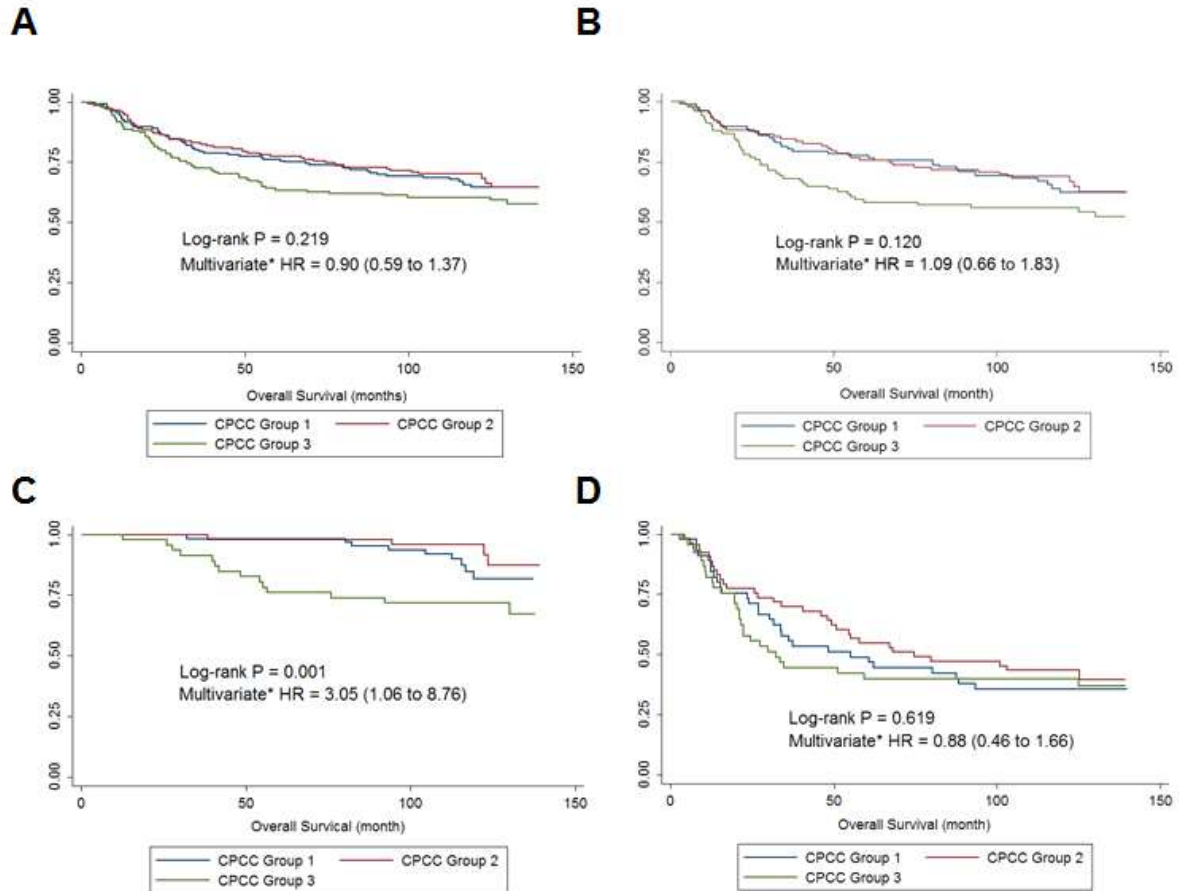 A
1.00
0.75
0.50
0.25
0.00
Log-rank P = 0.219
Multivariate* HR = 0.90 (0.59 to 1.37)
0 50 100 150
Overall Survival (months)
CPCC Group 1 CPCC Group 2
CPCC Group 3
B
1.00
0.75
0.50
0.25
0.00
Log-rank P = 0.120
Multivariate* HR = 1.09 (0.66 to 1.83)
0 50 100 150
Overall Survival (month)
CPCC Group 1 CPCC Group 2
CPCC Group 3
C
1.00
0.75
0.50
0.25
0.00
Log-rank P = 0.001
Multivariate* HR = 3.05 (1.06 to 8.76)
0 50 100 150
Overall Survical (month)
CPCC Group 1 CPCC Group 2
CPCC Group 3
D
1.00
0.75
0.50
0.25
0.00
Log-rank P = 0.619
Multivariate* HR = 0.88 (0.46 to 1.66)
0 50 100 150
Overall Survival (month)
CPCC Group 1 CPCC Group 2
CPCC Group 3